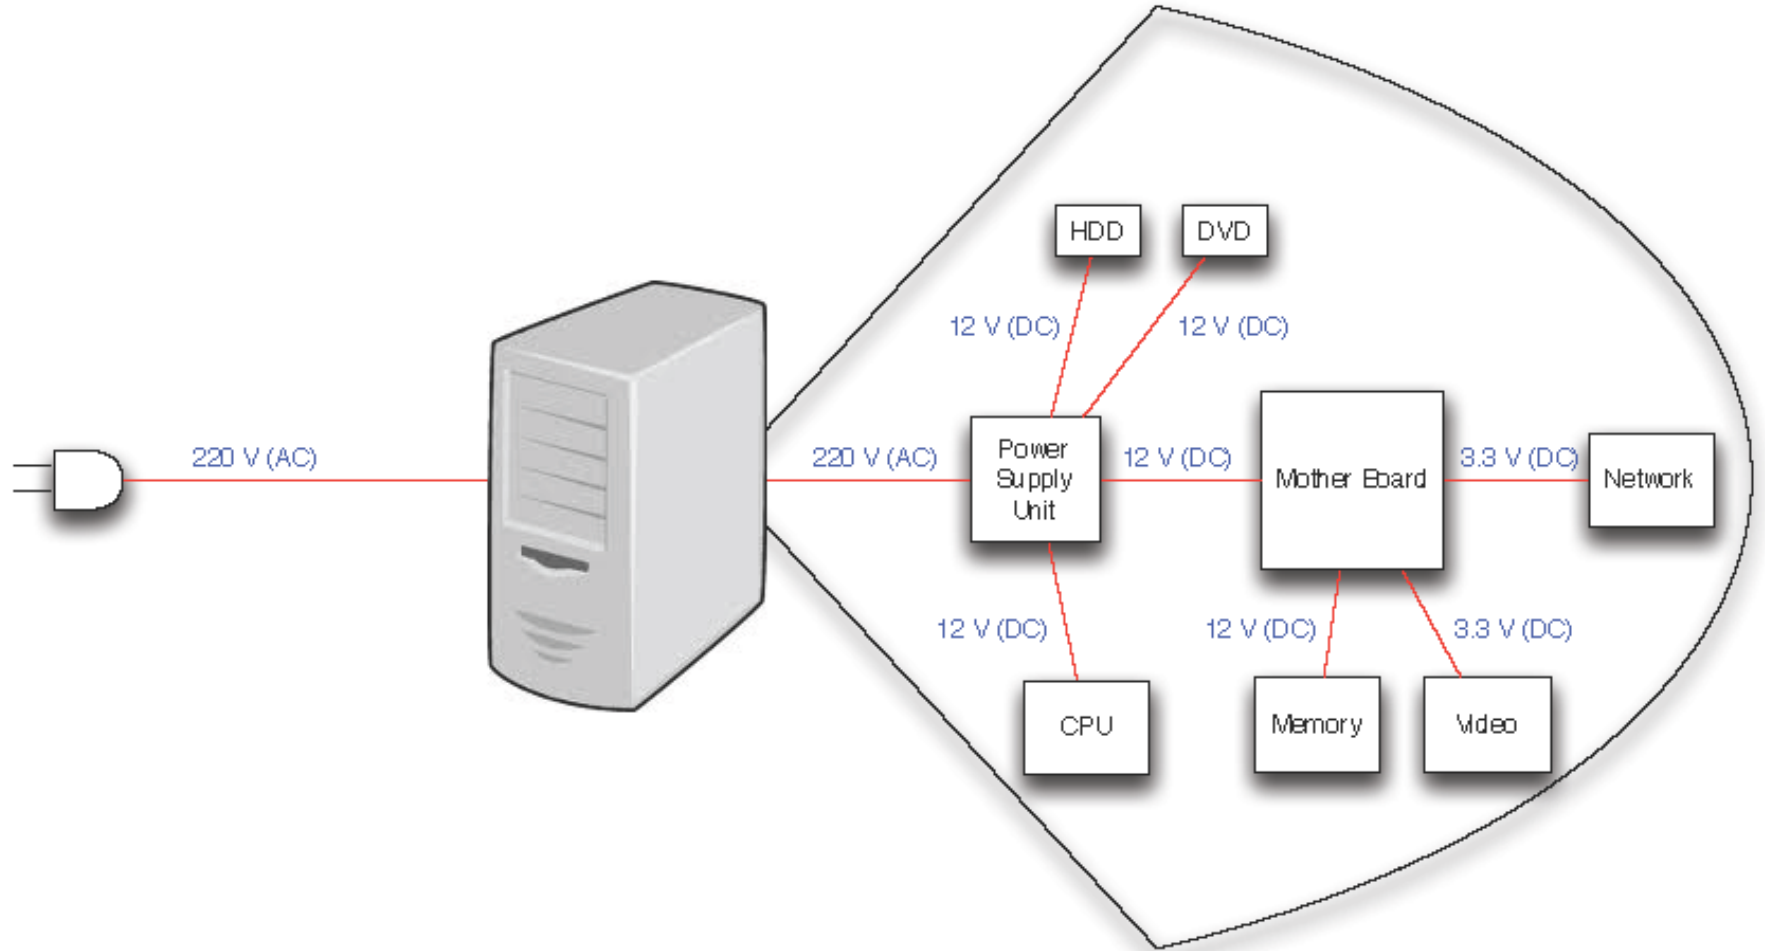 HDD
DVD
12 V (DC)
12 V (DC)
220 V (AC)
220 V (AC)
Power
Supply
Unit
12 V (DC)
Mother Board
3.3 V (DC)
Network
12 V (DC)
12 V (DC)
3.3 V (DC)
CPU
Memory
Video